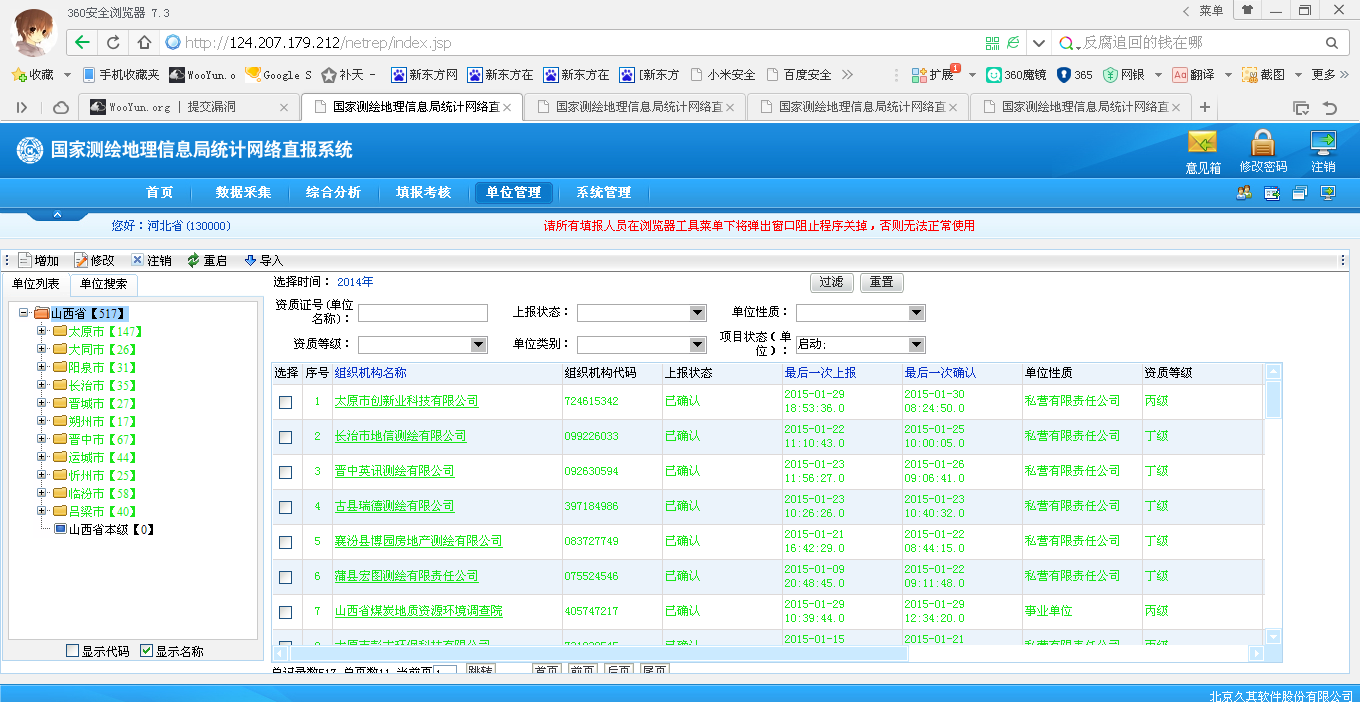 360安全浏览器 7.3
菜单
http://124.207.179.212/netrep/index.jsp
反腐追回的钱在哪
收藏 手机收藏夹 WooYun.o Google S 补天 - 新东方网 新东方在 新东方在 [新东方 小米安全 百度安全 扩展 1 360魔镜 365 网银 翻译 截图 更多
WooYun.org | 提交漏洞 国家测绘地理信息局统计网络直 国家测绘地理信息局统计网络直 国家测绘地理信息局统计网络直 国家测绘地理信息局统计网络直
国家测绘地理信息局统计网络直报系统
意见箱 修改密码 注销
首页 数据采集 综合分析 填报考核 单位管理 系统管理
您好：河北省(130000)
请所有填报人员在浏览器工具菜单下将弹出窗口阻止程序关掉，否则无法正常使用
增加 修改 注销 重启 导入
单位列表 单位搜索
山西省【517】
太原市【147】
大同市【26】
阳泉市【31】
长治市【35】
晋城市【27】
朔州市【17】
晋中市【67】
运城市【44】
忻州市【25】
临汾市【58】
吕梁市【40】
山西省本级【0】
显示代码 显示名称
选择时间： 2014年 过滤 重置
资质证号(单位名称)： 上报状态： 单位性质：
资质等级： 单位类别： 项目状态(单位)： 启动;
选择 序号 组织机构名称 组织机构代码 上报状态 最后一次上报 最后一次确认 单位性质 资质等级
1 太原市创新业科技有限公司 724615342 已确认 2015-01-29 18:53:36.0 2015-01-30 08:24:50.0 私营有限责任公司 丙级
2 长治市地信测绘有限公司 099226033 已确认 2015-01-22 11:10:43.0 2015-01-25 10:00:05.0 私营有限责任公司 丁级
3 晋中英讯测绘有限公司 092630594 已确认 2015-01-23 11:56:27.0 2015-01-26 09:06:41.0 私营有限责任公司 丁级
4 古县瑞德测绘有限公司 397184986 已确认 2015-01-23 10:26:26.0 2015-01-23 10:40:32.0 私营有限责任公司 丁级
5 襄汾县博园房地产测绘有限公司 083727749 已确认 2015-01-21 16:42:29.0 2015-01-22 08:44:15.0 私营有限责任公司 丁级
6 蒲县宏图测绘有限责任公司 075524546 已确认 2015-01-09 20:48:45.0 2015-01-22 09:11:48.0 私营有限责任公司 丁级
7 山西省煤炭地质资源环境调查院 405747217 已确认 2015-01-29 10:39:44.0 2015-01-29 12:34:20.0 事业单位 丙级
已确认 2015-01-15 2015-01-21 私营有限责任公司 丁级
总记录数517 总页数11 当前页1 跳转 首页 前页 后页 尾页
北京久其软件股份有限公司